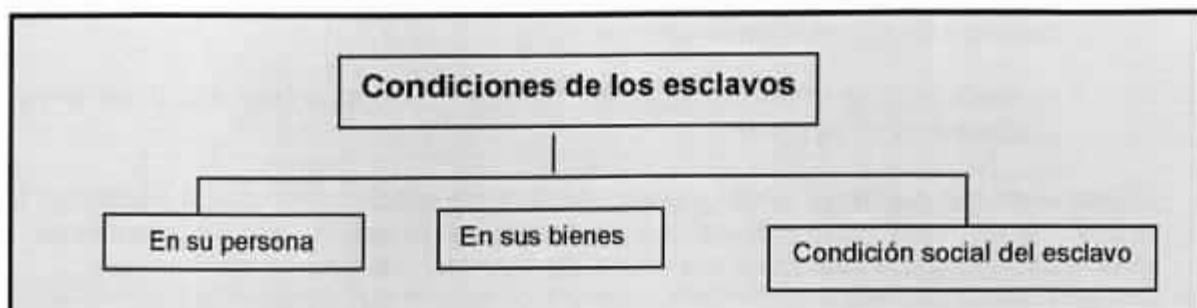 Condiciones de los esclavos
En su persona
En sus bienes
Condición social del esclavo